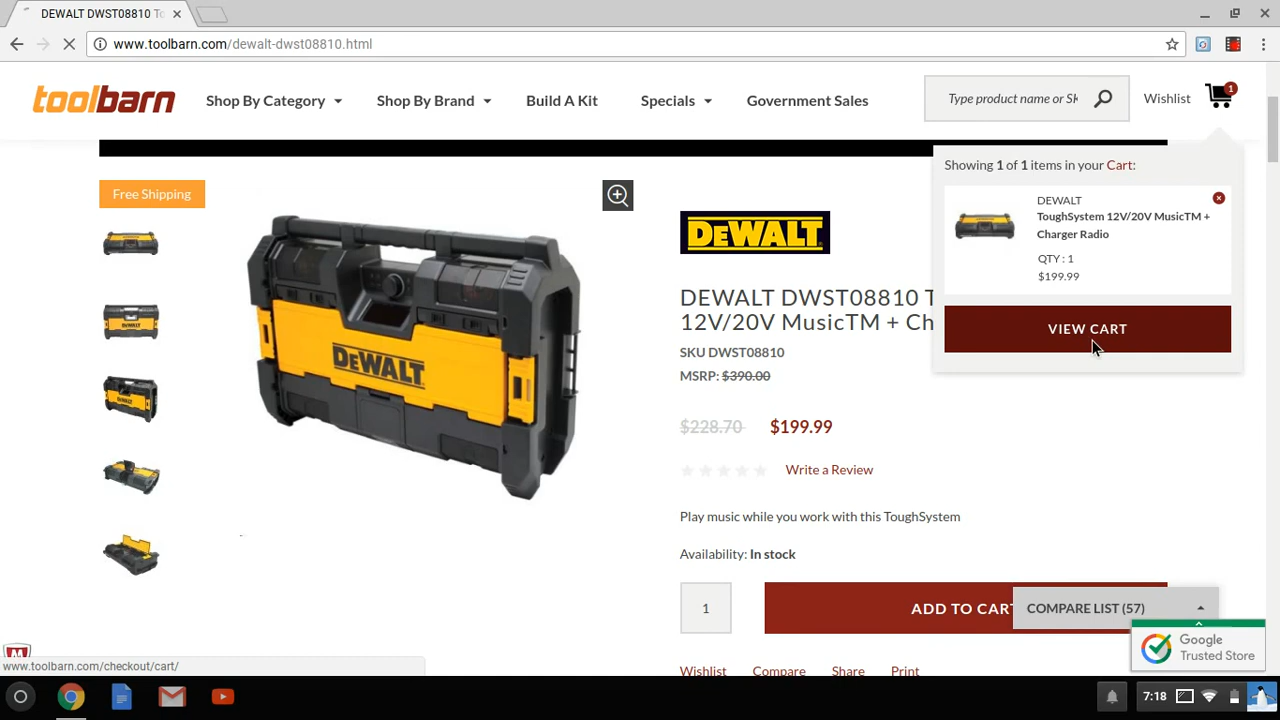 DEWALT DWST08810 To
www.toolbarn.com/dewalt-dwst08810.html
toolbarn
Shop By Category
Shop By Brand
Build A Kit
Specials
Government Sales
Type product name or SK
Wishlist
1
Showing 1 of 1 items in your Cart:
DEWALT
ToughSystem 12V/20V MusicTM +
Charger Radio
QTY : 1
$199.99
VIEW CART
Free Shipping
DEWALT
DEWALT
DEWALT DWST08810 T
12V/20V MusicTM + Ch
SKU DWST08810
MSRP: $390.00
$228.70 $199.99
Write a Review
Play music while you work with this ToughSystem
Availability: In stock
1
ADD TO CART
COMPARE LIST (57)
Google
Trusted Store
Wishlist Compare Share Print
www.toolbarn.com/checkout/cart/
7:18